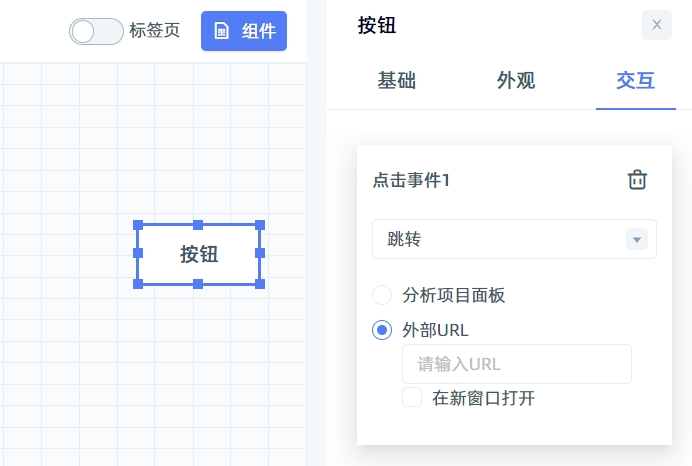 标签页
组件
按钮
按钮
X
基础
外观
交互
点击事件1
跳转
分析项目面板
外部URL
请输入URL
在新窗口打开